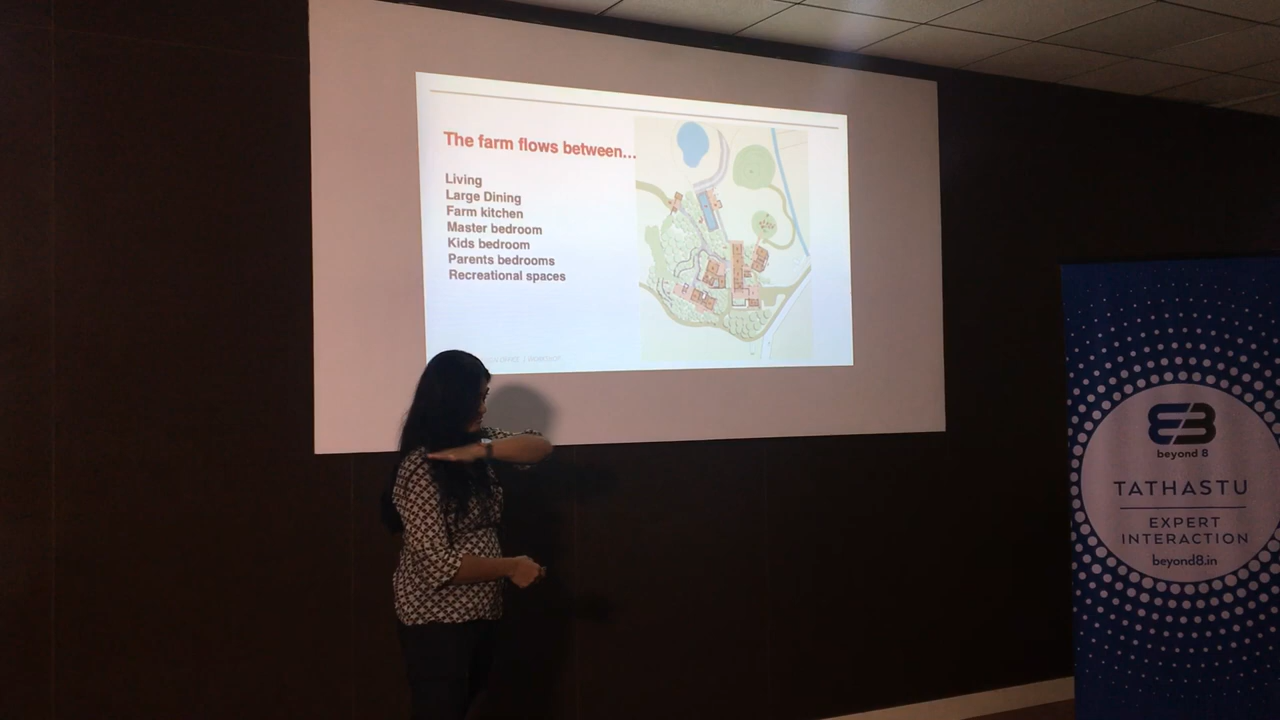 The farm flows between...
Living
Large Dining
Farm kitchen
Master bedroom
Kids bedroom
Parents bedrooms
Recreational spaces
beyond 8
TATHASTU
EXPERT
INTERACTION
beyond8.in